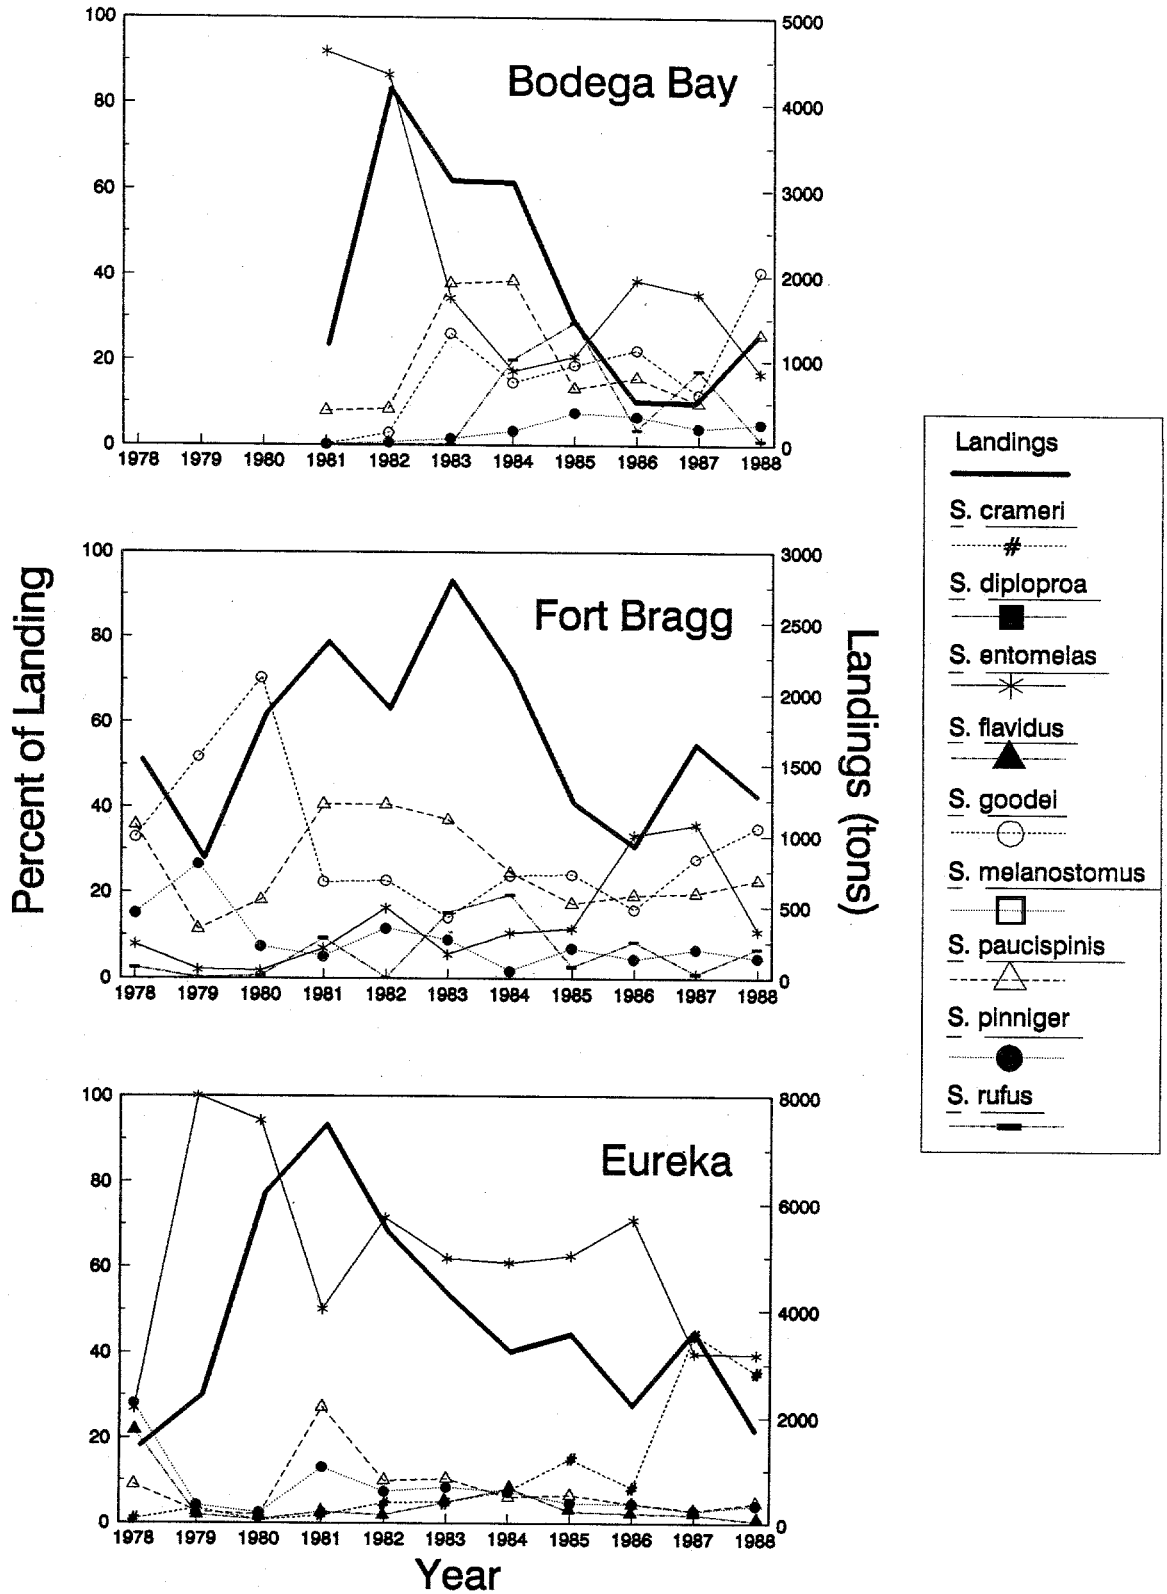 Bodega Bay
100
80
60
40
20
0
5000
4000
3000
2000
1000
0
1978 1979 1980 1981 1982 1983 1984 1985 1986 1987 1988
Fort Bragg
100
80
60
40
20
0
3000
2500
2000
1500
1000
500
0
1978 1979 1980 1981 1982 1983 1984 1985 1986 1987 1988
Percent of Landing
Landings (tons)
Eureka
100
80
60
40
20
0
8000
6000
4000
2000
0
1978 1979 1980 1981 1982 1983 1984 1985 1986 1987 1988
Year
Landings
S. crameri
#
S. diploproa
S. entomelas
S. flavidus
S. goodei
S. melanostomus
S. paucispinis
S. pinniger
S. rufus